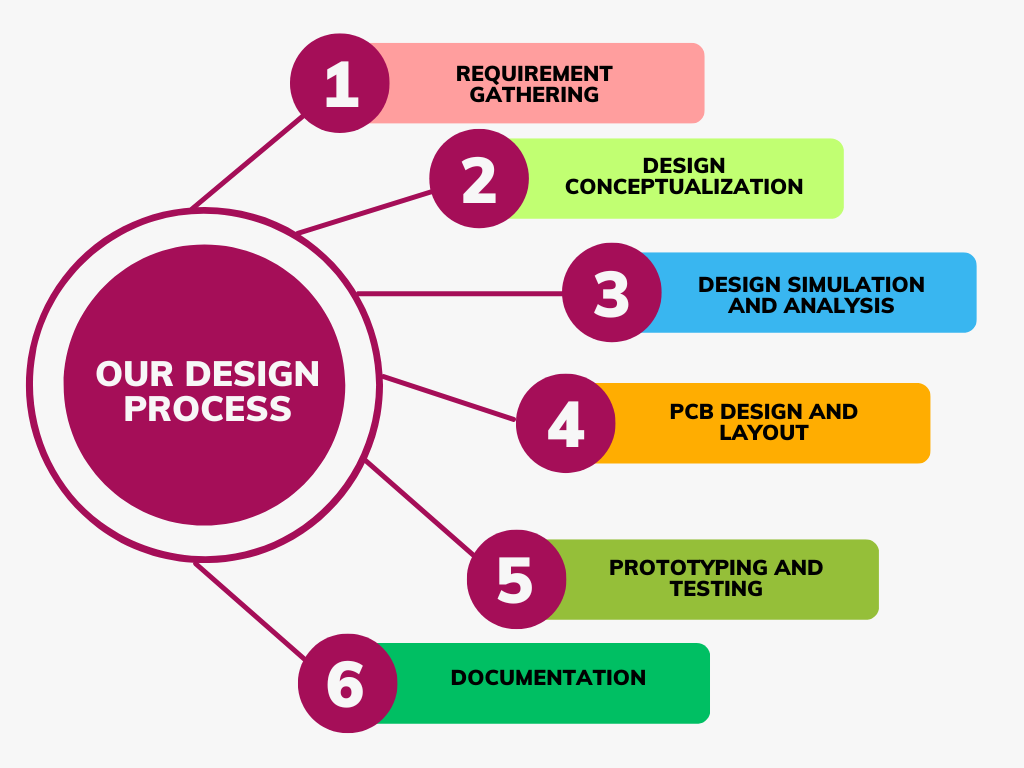 1
REQUIREMENT
GATHERING
2
DESIGN
CONCEPTUALIZATION
3
DESIGN SIMULATION
AND ANALYSIS
OUR DESIGN
PROCESS
4
PCB DESIGN AND
LAYOUT
5
PROTOTYPING AND
TESTING
6
DOCUMENTATION